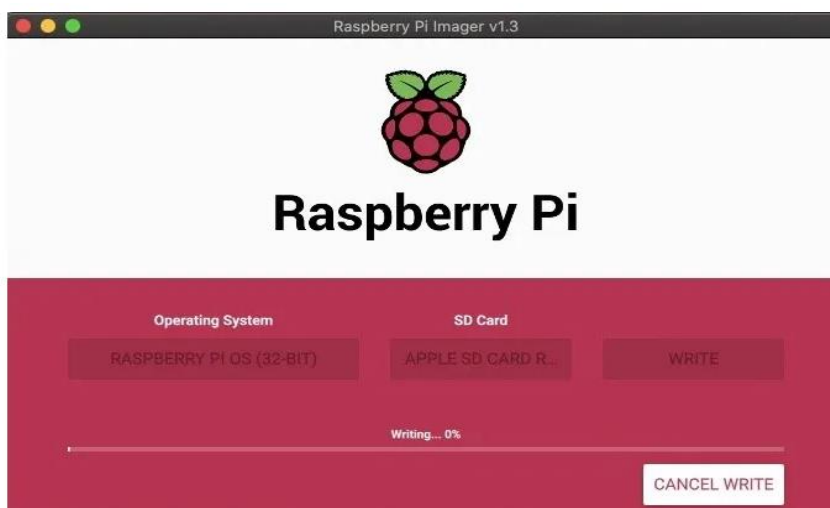 Raspberry Pi Imager v1.3
Raspberry Pi
Operating System
SD Card
RASPBERRY PI OS (32-BIT)
APPLE SD CARD R...
WRITE
Writing... 0%
CANCEL WRITE